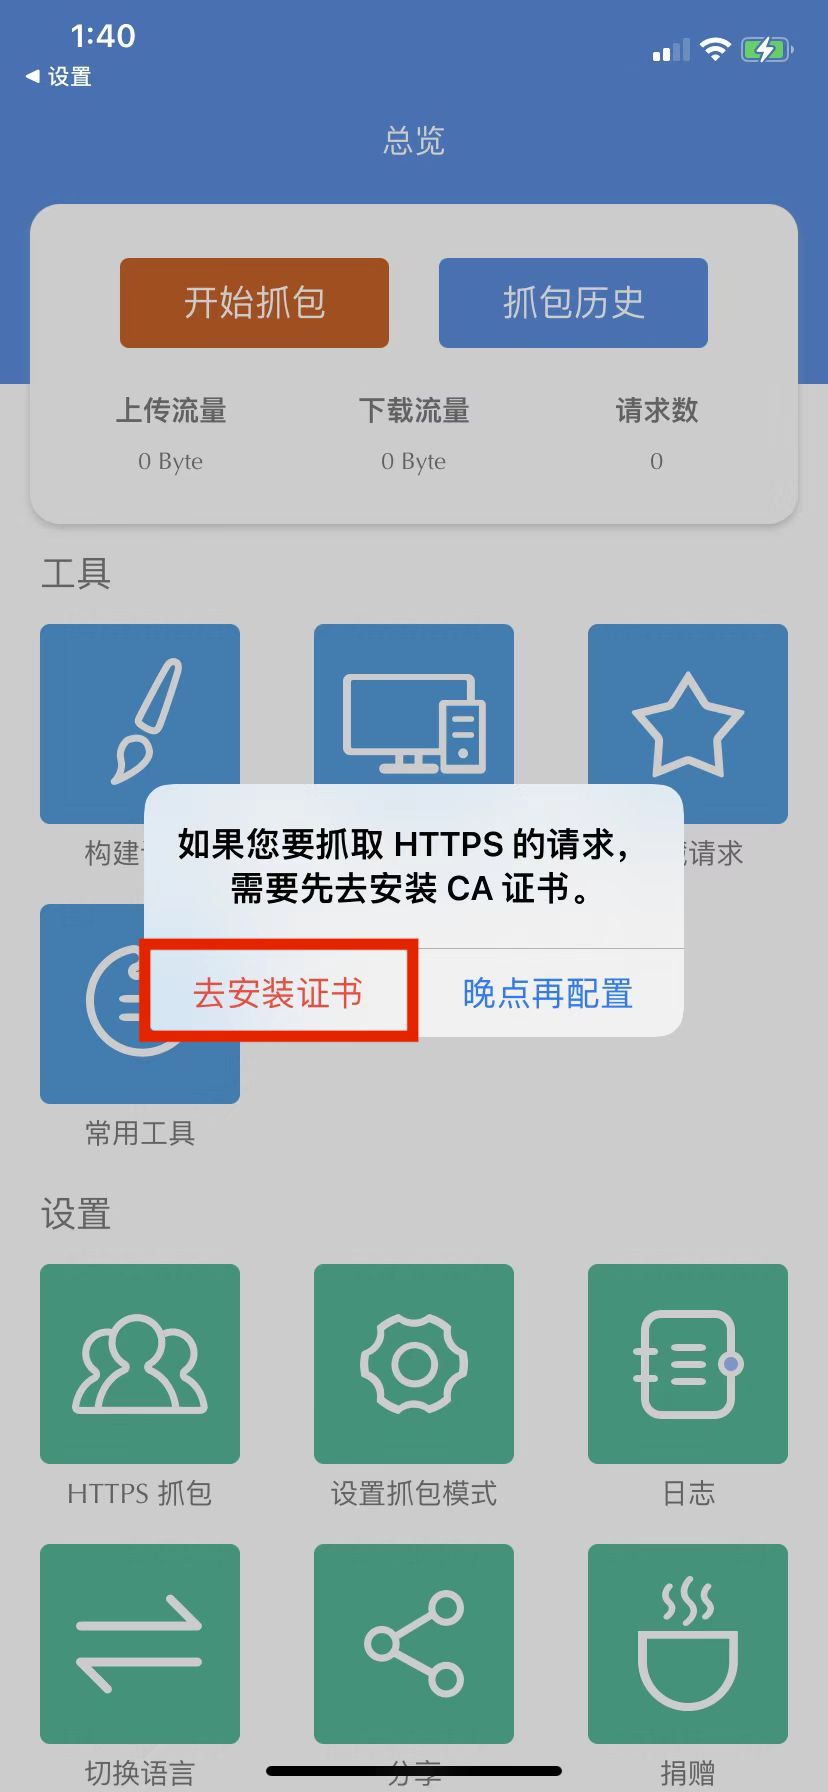 1:40
设置
总览
开始抓包
抓包历史
上传流量
下载流量
请求数
0 Byte
0 Byte
0
工具
构建
请求
如果您要抓取 HTTPS 的请求，
需要先去安装 CA 证书。
去安装证书
晚点再配置
常用工具
设置
HTTPS 抓包
设置抓包模式
日志
切换语言
分享
捐赠